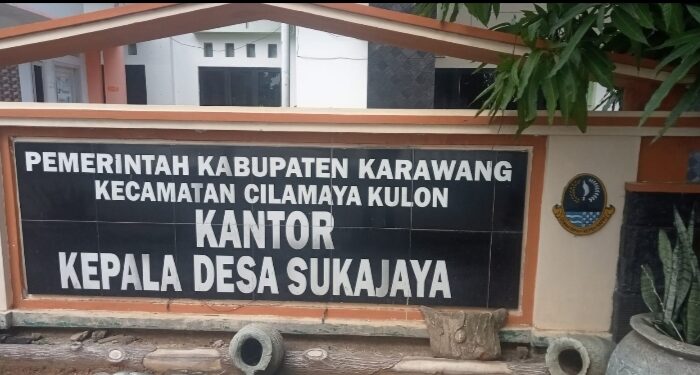 PEMERINTAH KABUPATEN KARAWANG
KECAMATAN CILAMAYA KULON
KANTOR
KEPALA DESA SUKAJAYA